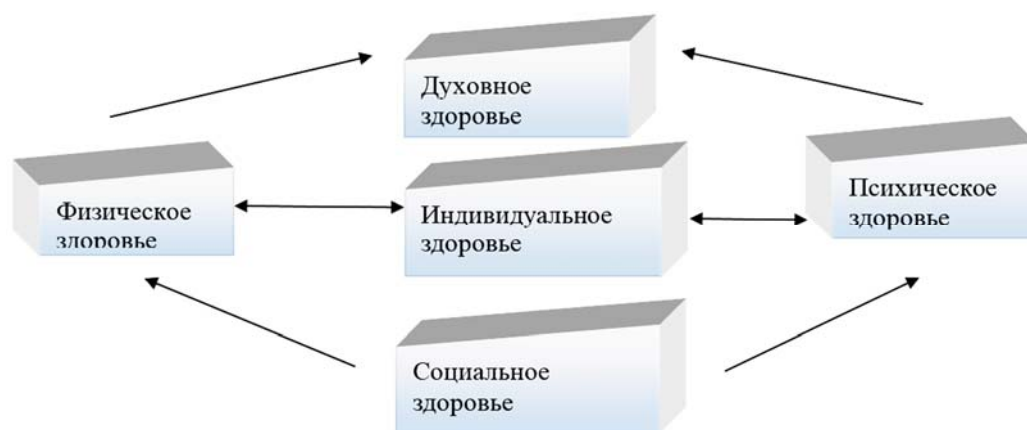 Духовное
здоровье
Физическое
здоровье
Индивидуальное
здоровье
Психическое
здоровье
Социальное
здоровье